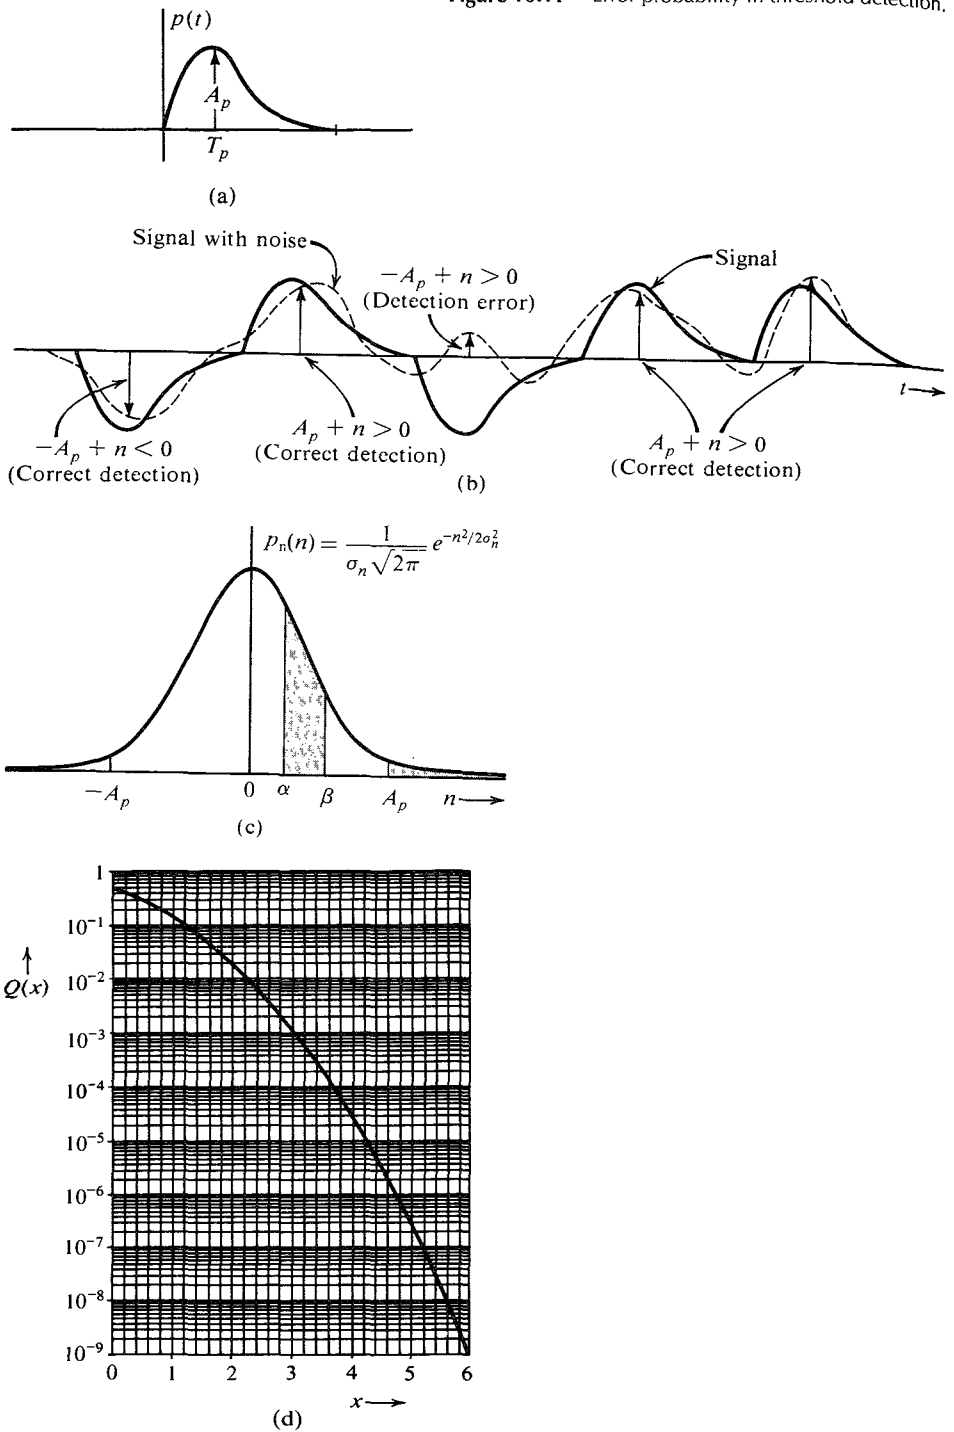 Error probability in threshold detection.
p(t)
A_p
T_p
(a)
Signal with noise
−A_p + n > 0
(Detection error)
Signal
t
−A_p + n < 0
(Correct detection)
A_p + n > 0
(Correct detection)
A_p + n > 0
(Correct detection)
(b)
p_n(n) = 1/(σ_n √2π) e^{−n²/2σ_n²}
−A_p 0 α β A_p n
(c)
1
10⁻¹
10⁻²
Q(x)
10⁻³
10⁻⁴
10⁻⁵
10⁻⁶
10⁻⁷
10⁻⁸
10⁻⁹
0 1 2 3 4 5 6
x
(d)